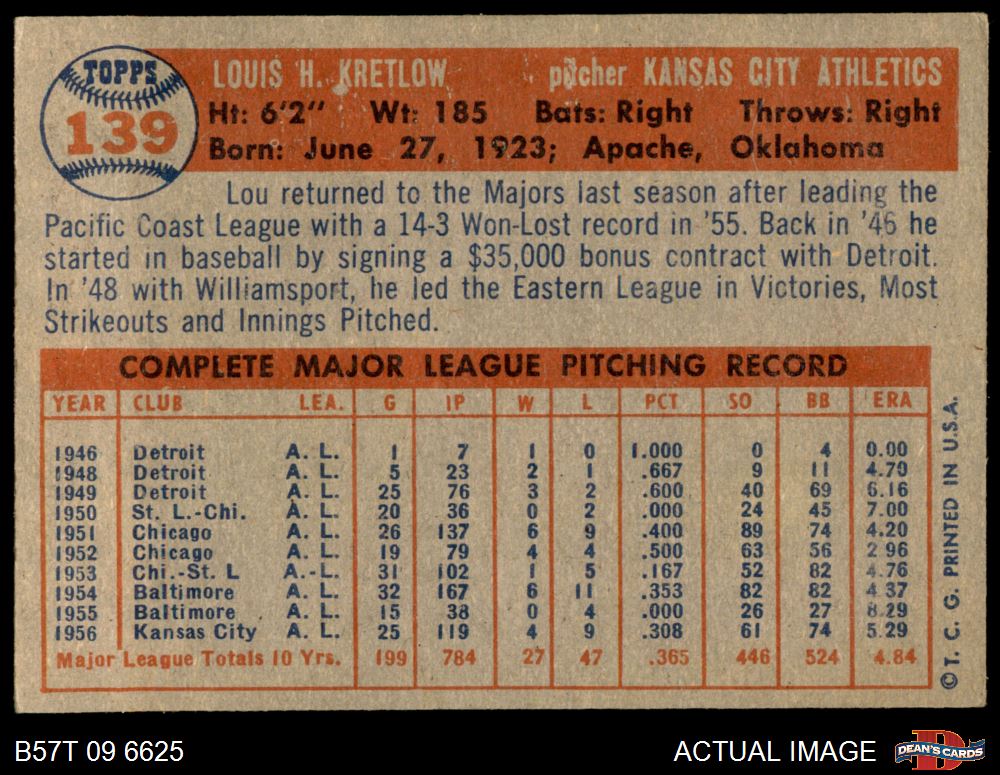 TOPPS
139
LOUIS H. KRETLOW pitcher KANSAS CITY ATHLETICS
Ht: 6'2" Wt: 185 Bats: Right Throws: Right
Born: June 27, 1923; Apache, Oklahoma
Lou returned to the Majors last season after leading the
Pacific Coast League with a 14-3 Won-Lost record in '55. Back in '46 he
started in baseball by signing a $35,000 bonus contract with Detroit.
In '48 with Williamsport, he led the Eastern League in Victories, Most
Strikeouts and Innings Pitched.
COMPLETE MAJOR LEAGUE PITCHING RECORD
YEAR CLUB LEA. G IP W L PCT SO BB ERA
1946 Detroit A. L. 1 7 1 0 1.000 0 4 0.00
1948 Detroit A. L. 5 23 2 1 .667 9 11 4.70
1949 Detroit A. L. 25 76 3 2 .600 40 69 6.16
1950 St. L.-Chi. A. L. 20 36 0 2 .000 24 45 7.00
1951 Chicago A. L. 26 137 6 9 .400 89 74 4.20
1952 Chicago A. L. 19 79 4 4 .500 63 56 2 96
1953 Chi.-St. L A.-L. 31 102 1 5 .167 52 82 4.76
1954 Baltimore A. L. 32 167 6 11 .353 82 82 4 37
1955 Baltimore A. L. 15 38 0 4 .000 26 27 8.29
1956 Kansas City A. L. 25 119 4 9 .308 61 74 5.29
Major League Totals 10 Yrs. 199 784 27 47 .365 446 524 4.84
©T. C. G. PRINTED IN U.S.A.
B57T 09 6625
ACTUAL IMAGE
D
DEAN'S CARDS